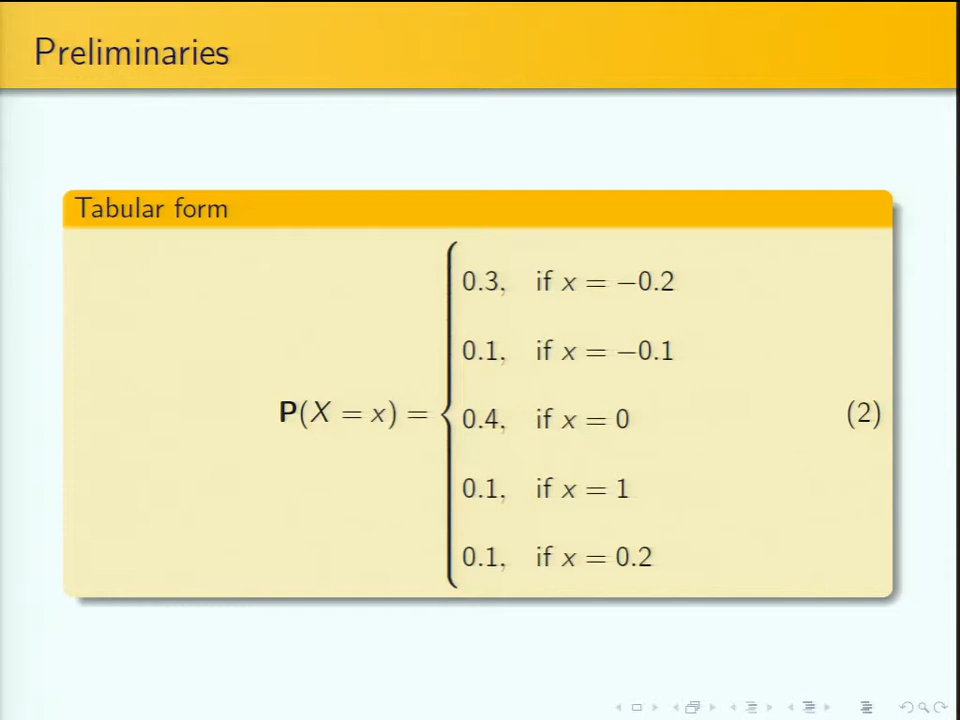 Preliminaries
Tabular form
P(X = x) =
0.3, if x = −0.2
0.1, if x = −0.1
0.4, if x = 0
0.1, if x = 1
0.1, if x = 0.2
(2)